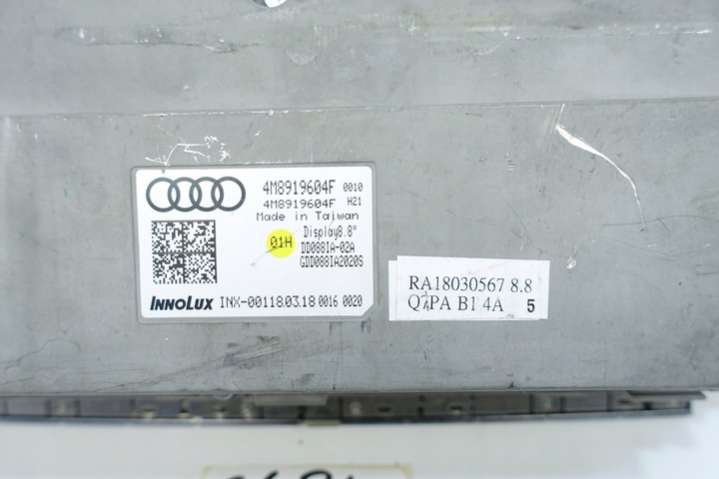 4M8919604F 0010
4M8919604F H21
Made in Taiwan
Display8.8"
01H
DD0881A-02A
GDD0881A2020S
INNOLUX INX-00118.03.18 0016 0020
RA18030567 8.8
PA B1 4A 5